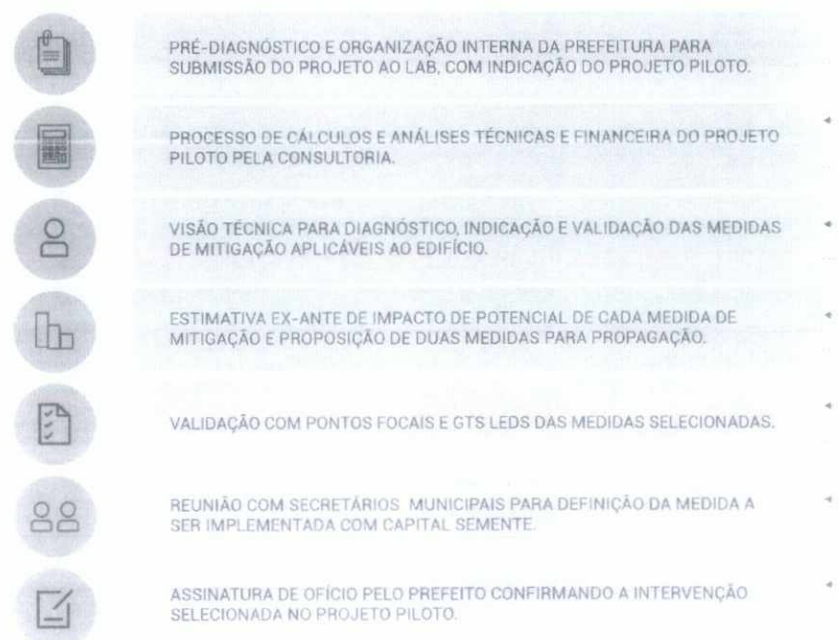 PRÉ-DIAGNÓSTICO E ORGANIZAÇÃO INTERNA DA PREFEITURA PARA
SUBMISSÃO DO PROJETO AO LAB, COM INDICAÇÃO DO PROJETO PILOTO.
PROCESSO DE CÁLCULOS E ANÁLISES TÉCNICAS E FINANCEIRA DO PROJETO
PILOTO PELA CONSULTORIA.
VISÃO TÉCNICA PARA DIAGNÓSTICO, INDICAÇÃO E VALIDAÇÃO DAS MEDIDAS
DE MITIGAÇÃO APLICÁVEIS AO EDIFÍCIO.
ESTIMATIVA EX-ANTE DE IMPACTO DE POTENCIAL DE CADA MEDIDA DE
MITIGAÇÃO E PROPOSIÇÃO DE DUAS MEDIDAS PARA PROPAGAÇÃO.
VALIDAÇÃO COM PONTOS FOCAIS E GTS LEDS DAS MEDIDAS SELECIONADAS.
REUNIÃO COM SECRETÁRIOS MUNICIPAIS PARA DEFINIÇÃO DA MEDIDA A
SER IMPLEMENTADA COM CAPITAL SEMENTE.
ASSINATURA DE OFÍCIO PELO PREFEITO CONFIRMANDO A INTERVENÇÃO
SELECIONADA NO PROJETO PILOTO.